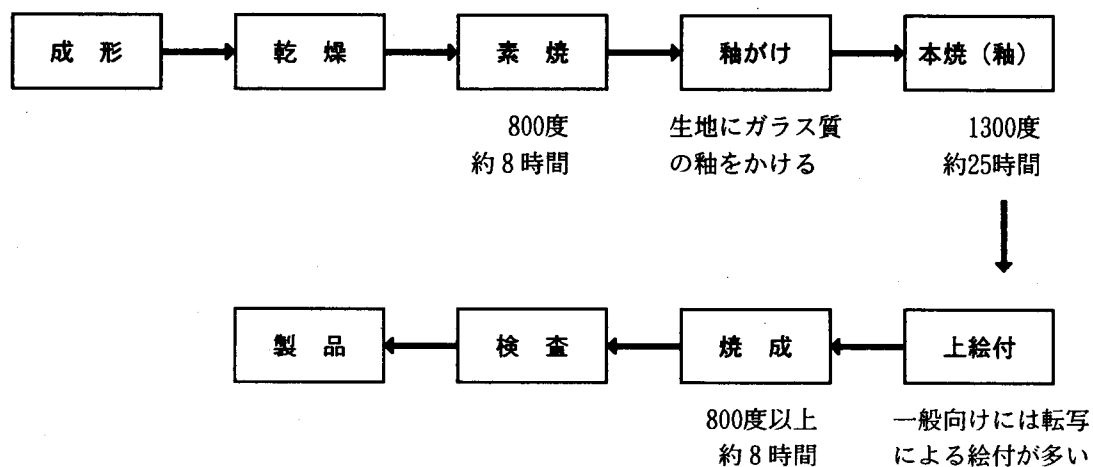 成形
乾燥
素焼
釉がけ
本焼（釉）
800度
約8時間
生地にガラス質
の釉をかける
1300度
約25時間
製品
検査
焼成
上絵付
800度以上
約8時間
一般向けには転写
による絵付が多い